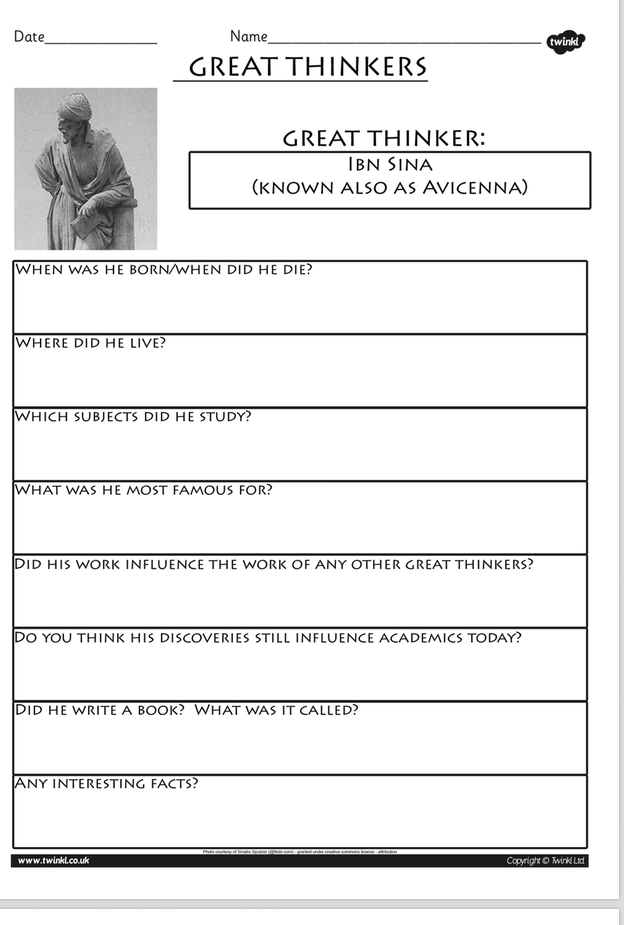 Date______________ Name__________________________________
twinkl
GREAT THINKERS
GREAT THINKER:
IBN SINA
(KNOWN ALSO AS AVICENNA)
WHEN WAS HE BORN/WHEN DID HE DIE?
WHERE DID HE LIVE?
WHICH SUBJECTS DID HE STUDY?
WHAT WAS HE MOST FAMOUS FOR?
DID HIS WORK INFLUENCE THE WORK OF ANY OTHER GREAT THINKERS?
DO YOU THINK HIS DISCOVERIES STILL INFLUENCE ACADEMICS TODAY?
DID HE WRITE A BOOK? WHAT WAS IT CALLED?
ANY INTERESTING FACTS?
Photo courtesy of Smabs Sputzer (@flickr.com) - granted under creative commons licence - attribution
www.twinkl.co.uk Copyright © Twinkl Ltd.